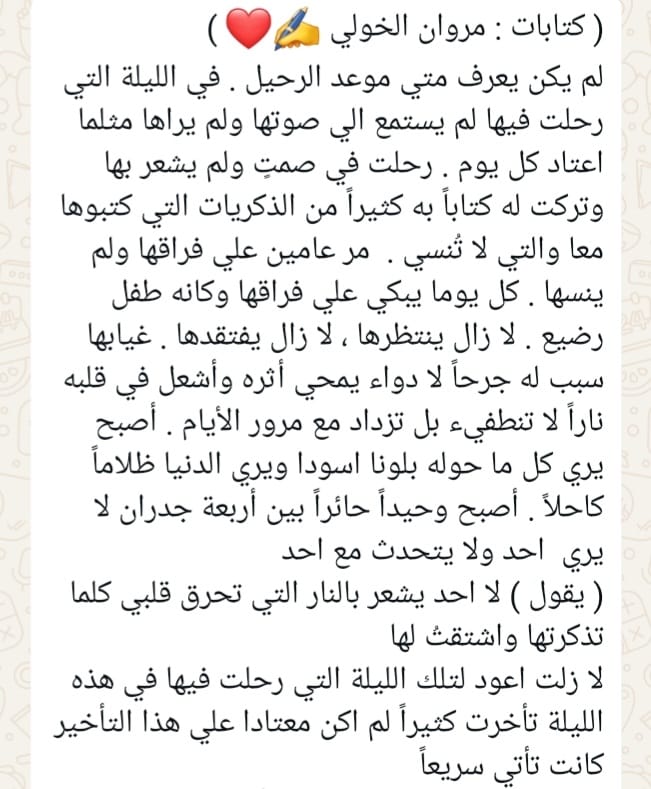 ( كتابات : مروان الخولي ✍️❤️ )
لم يكن يعرف متي موعد الرحيل . في الليلة التي
رحلت فيها لم يستمع الي صوتها ولم يراها مثلما
اعتاد كل يوم . رحلت في صمتٍ ولم يشعر بها
وتركت له كتاباً به كثيراً من الذكريات التي كتبوها
معا والتي لا تُنسي . مر عامين علي فراقها ولم
ينسها . كل يوما يبكي علي فراقها وكانه طفل
رضيع . لا زال ينتظرها ، لا زال يفتقدها . غيابها
سبب له جرحاً لا دواء يمحي أثره وأشعل في قلبه
ناراً لا تنطفيء بل تزداد مع مرور الأيام . أصبح
يري كل ما حوله بلونا اسودا ويري الدنيا ظلاماً
كاحلاً . أصبح وحيداً حائراً بين أربعة جدران لا
يري احد ولا يتحدث مع احد
( يقول ) لا احد يشعر بالنار التي تحرق قلبي كلما
تذكرتها واشتقتُ لها
لا زلت اعود لتلك الليلة التي رحلت فيها في هذه
الليلة تأخرت كثيراً لم اكن معتادا علي هذا التأخير
كانت تأتي سريعاً